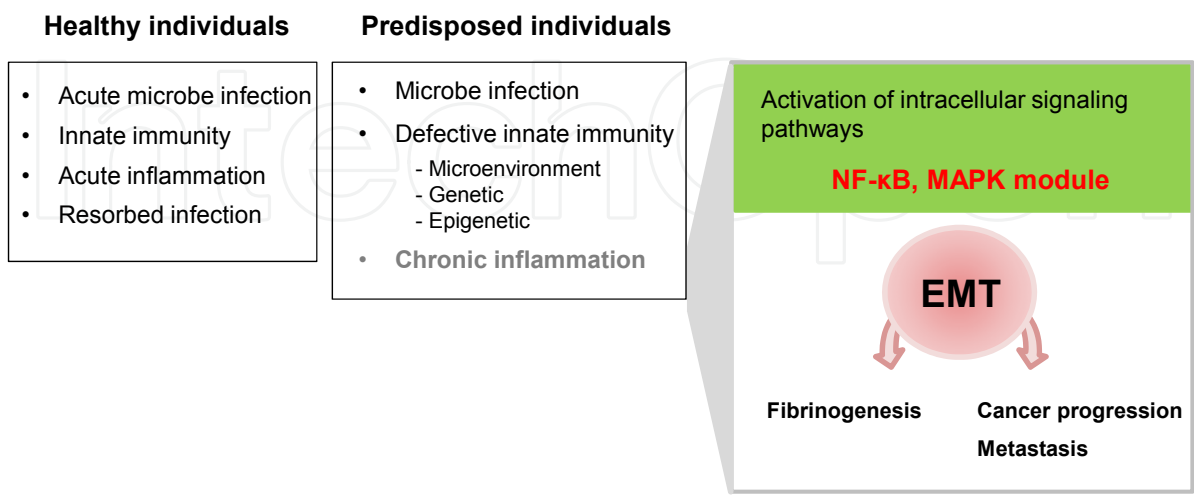 Healthy individuals
• Acute microbe infection
• Innate immunity
• Acute inflammation
• Resorbed infection
Predisposed individuals
• Microbe infection
• Defective innate immunity
- Microenvironment
- Genetic
- Epigenetic
• Chronic inflammation
Activation of intracellular signaling
pathways
NF-κB, MAPK module
EMT
Fibrinogenesis
Cancer progression
Metastasis